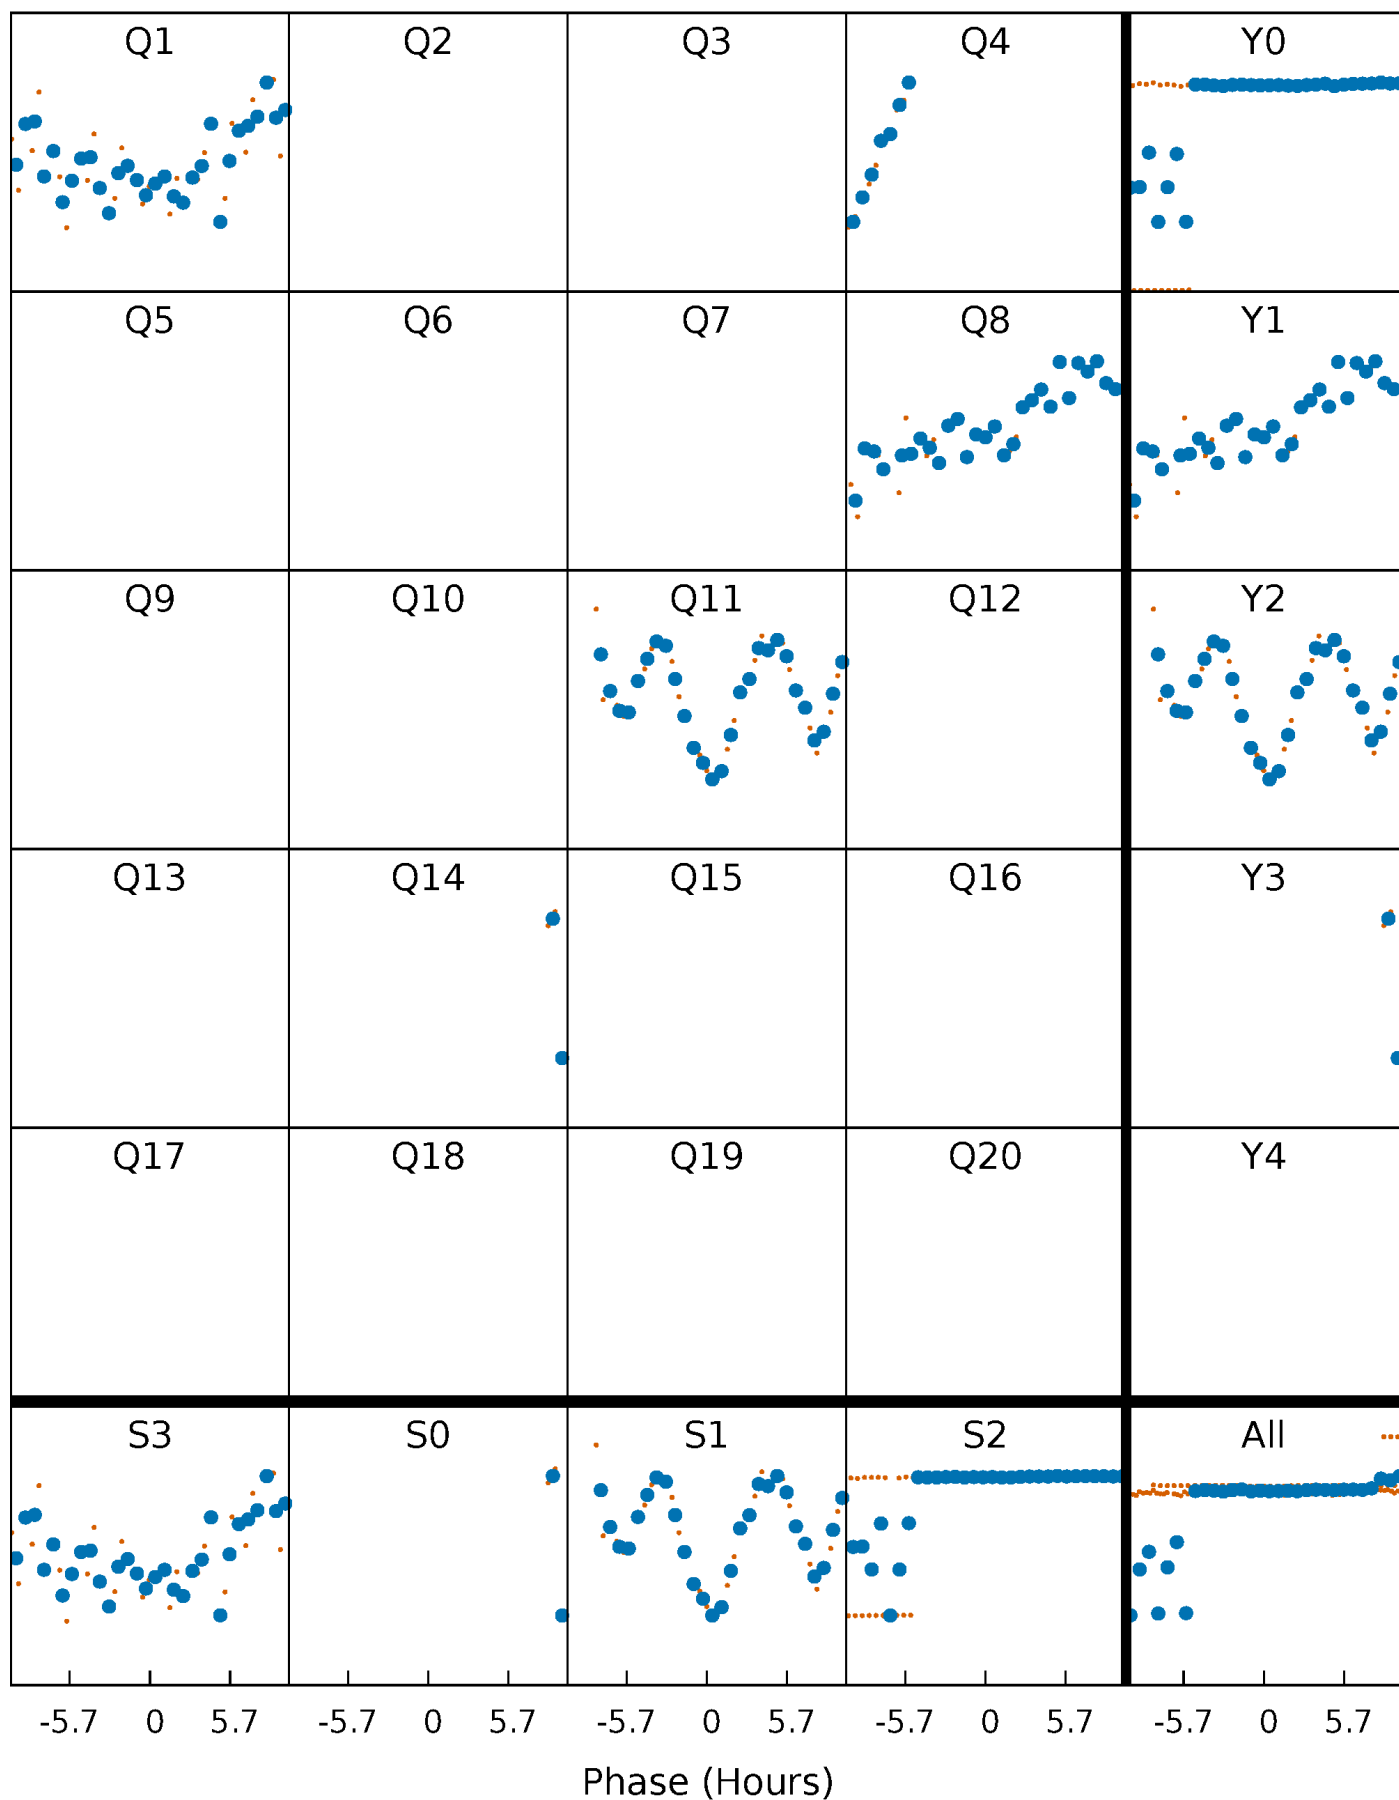 Q1 Q2 Q3 Q4 Y0
Q5 Q6 Q7 Q8 Y1
Q9 Q10 Q11 Q12 Y2
Q13 Q14 Q15 Q16 Y3
Q17 Q18 Q19 Q20 Y4
S3 S0 S1 S2 All
-5.7 0 5.7 -5.7 0 5.7 -5.7 0 5.7 -5.7 0 5.7 -5.7 0 5.7
Phase (Hours)